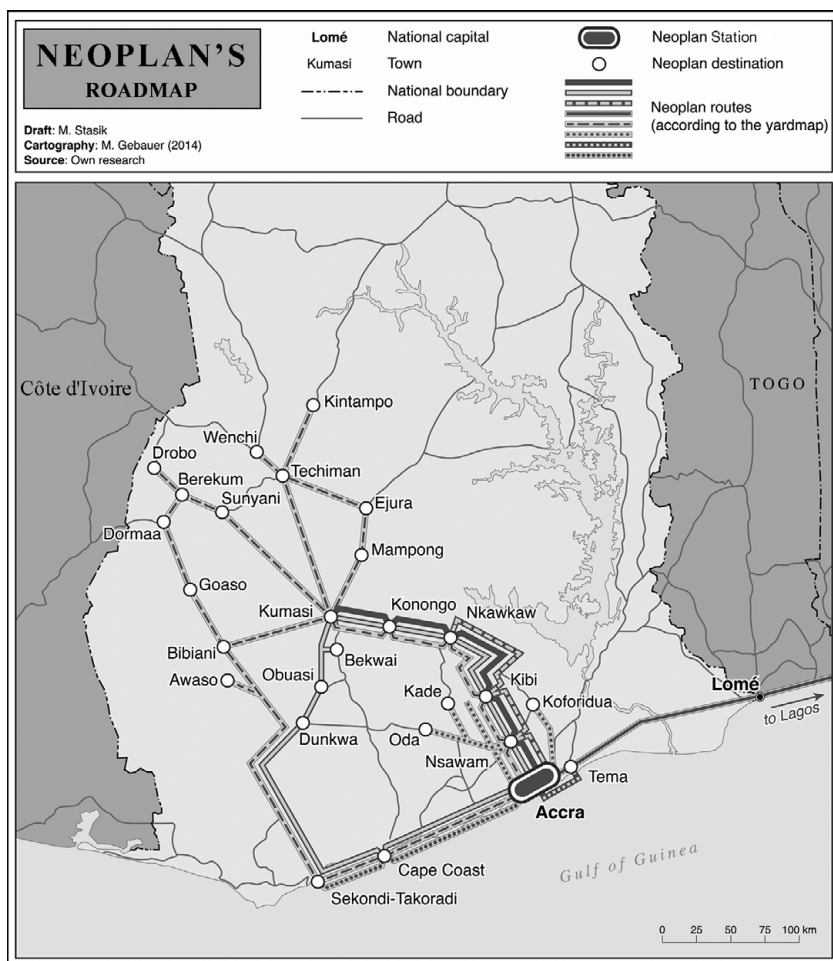 NEOPLAN'S
ROADMAP
Draft: M. Stasik
Cartography: M. Gebauer (2014)
Source: Own research
Lomé National capital
Kumasi Town
National boundary
Road
Neoplan Station
Neoplan destination
Neoplan routes
(according to the yardmap)
Côte d'Ivoire
TOGO
Kintampo
Wenchi
Drobo
Techiman
Berekum
Sunyani
Ejura
Dormaa
Mampong
Goaso
Kumasi
Konongo
Nkawkaw
Bibiani
Bekwai
Awaso
Obuasi
Kibi
Kade
Koforidua
Lomé
to Lagos
Dunkwa
Oda
Nsawam
Tema
Accra
Cape Coast
Sekondi-Takoradi
Gulf of Guinea
0 25 50 75 100 km